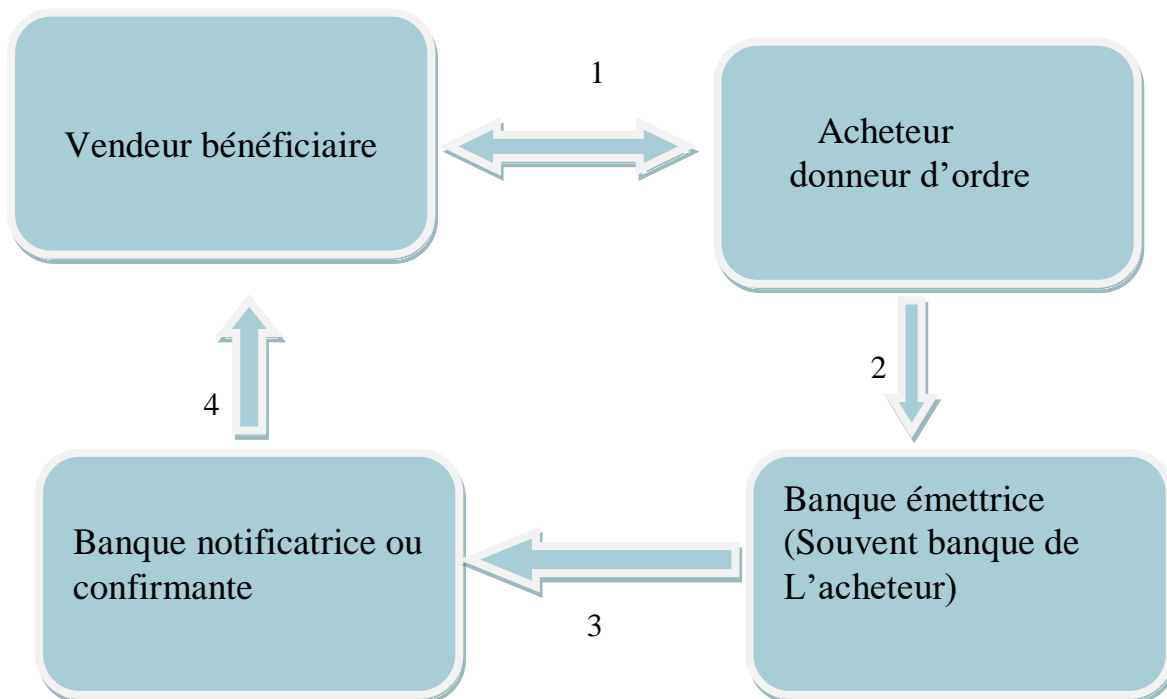 1
Vendeur bénéficiaire
Acheteur
donneur d’ordre
2
4
Banque notificatrice ou
confirmante
Banque émettrice
(Souvent banque de
L’acheteur)
3